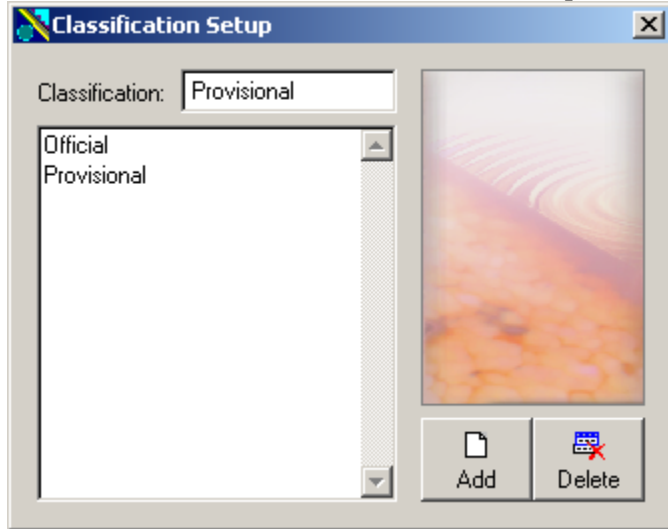 Classification Setup
Classification: Provisional
Official
Provisional
Add Delete